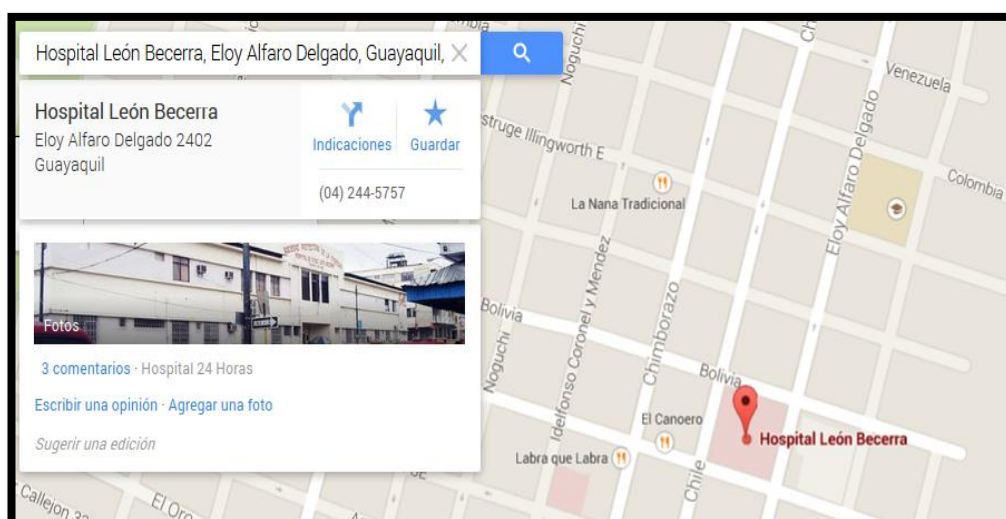 Hospital León Becerra, Eloy Alfaro Delgado, Guayaquil,
Hospital León Becerra
Eloy Alfaro Delgado 2402
Guayaquil
Indicaciones
Guardar
(04) 244-5757
Fotos
3 comentarios · Hospital 24 Horas
Escribir una opinión · Agregar una foto
Sugerir una edición
Noguchi
Venezuela
Illingworth E
Eloy Alfaro Delgado
Colombia
La Nana Tradicional
Idelfonso Coronel y Mendez
Chimborazo
Bolivia
Noguchi
Bolivia
El Canoero
Hospital León Becerra
Labra que Labra
Chile
Callejon
El Oro